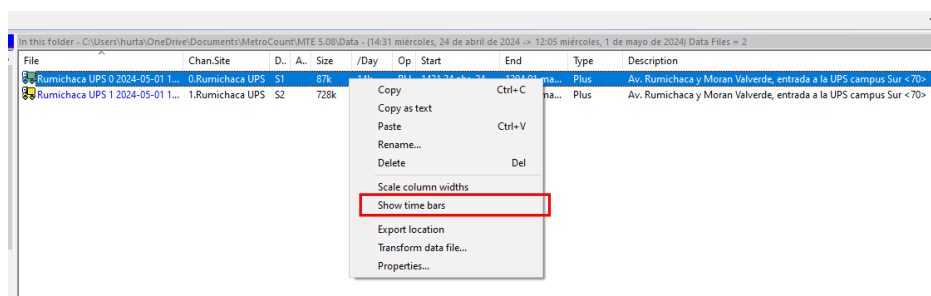 In this folder - C:\Users\hurta\OneDrive\Documents\MetroCount\MTE 5.08\Data - (14:31 miércoles, 24 de abril de 2024 -> 12:05 miércoles, 1 de mayo de 2024) Data Files = 2
File Chan.Site D.. A.. Size /Day Op Start End Type Description
Rumichaca UPS 0 2024-05-01 1... 0.Rumichaca UPS S1 87k Plus Av. Rumichaca y Moran Valverde, entrada a la UPS campus Sur <70>
Rumichaca UPS 1 2024-05-01 1... 1.Rumichaca UPS S2 728k ma... Plus Av. Rumichaca y Moran Valverde, entrada a la UPS campus Sur <70>
Copy Ctrl+C
Copy as text
Paste Ctrl+V
Rename...
Delete Del
Scale column widths
Show time bars
Export location
Transform data file...
Properties...